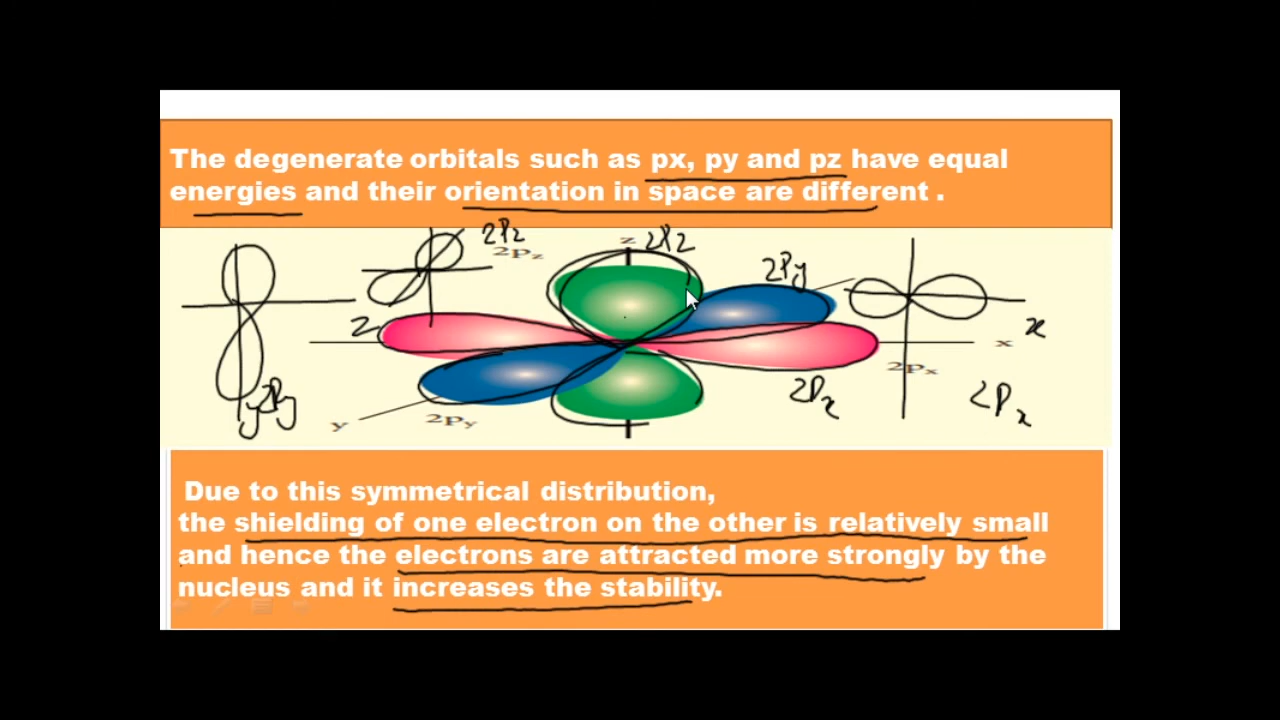 The degenerate orbitals such as px, py and pz have equal
energies and their orientation in space are different .
2Pz
2pz
z
2Pz
2Py
z
x
x
2px
2Px
2Px
y
2Py
y
2py
Due to this symmetrical distribution,
the shielding of one electron on the other is relatively small
and hence the electrons are attracted more strongly by the
nucleus and it increases the stability.